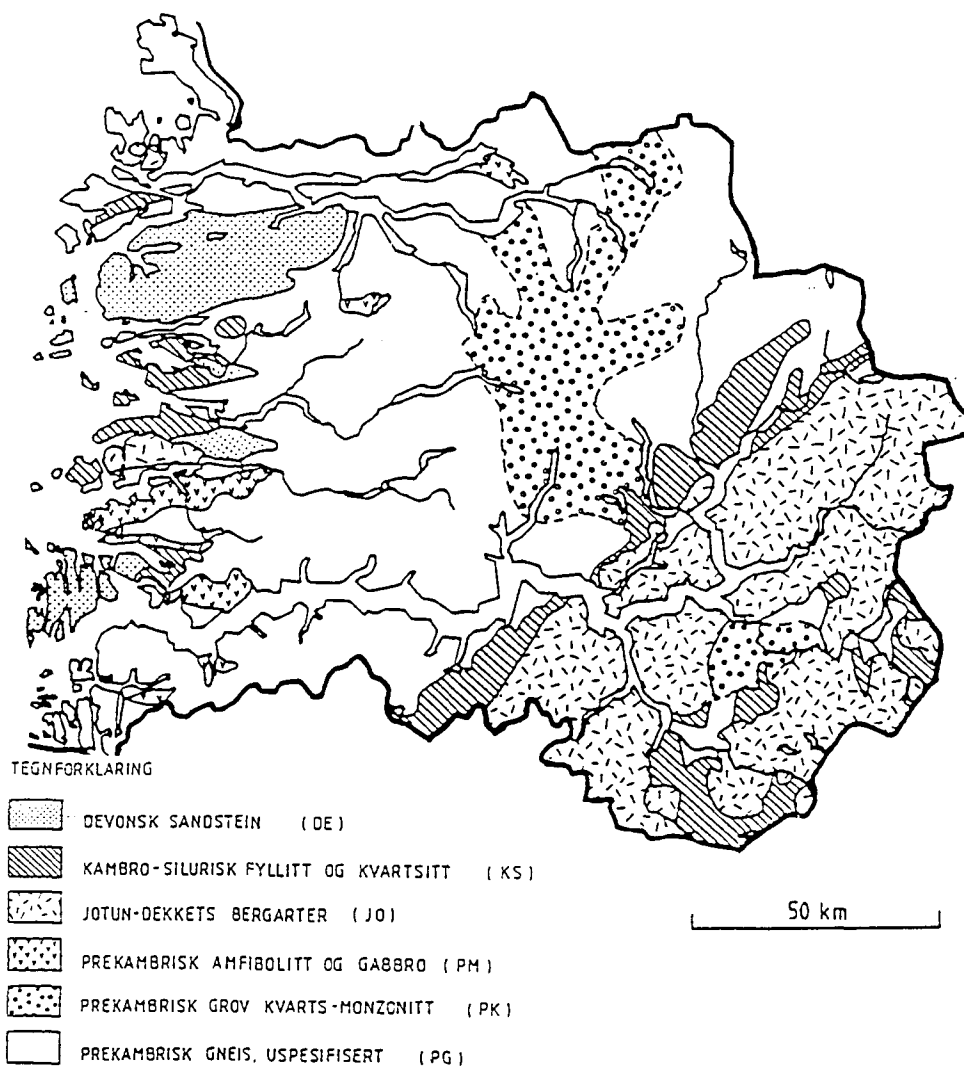 TEGNFORKLARING
DEVONSK SANDSTEIN (DE)
KAMBRO-SILURISK FYLLITT OG KVARTSITT (KS)
JOTUN-DEKKETS BERGARTER (JO)
50 km
PREKAMBRISK AMFIBOLITT OG GABBRO (PM)
PREKAMBRISK GROV KVARTS-MONZONITT (PK)
PREKAMBRISK GNEIS, USPESIFISERT (PG)